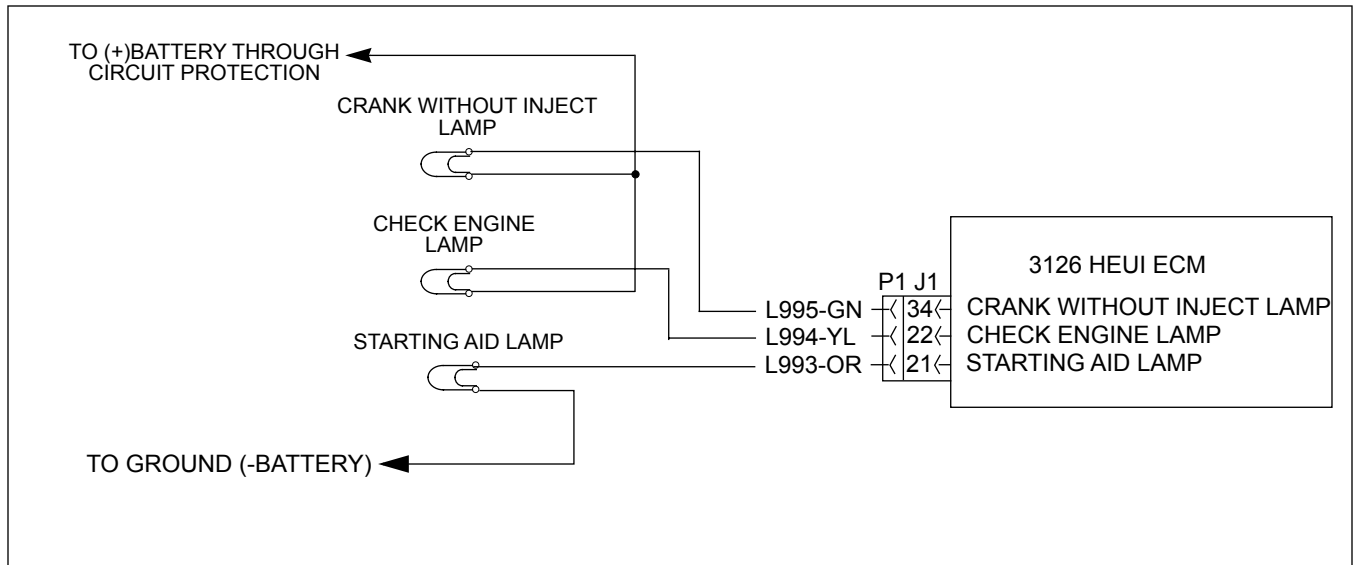 TO (+)BATTERY THROUGH
CIRCUIT PROTECTION
CRANK WITHOUT INJECT
LAMP
CHECK ENGINE
LAMP
STARTING AID LAMP
TO GROUND (-BATTERY)
3126 HEUI ECM
P1 J1
L995-GN 34 CRANK WITHOUT INJECT LAMP
L994-YL 22 CHECK ENGINE LAMP
L993-OR 21 STARTING AID LAMP